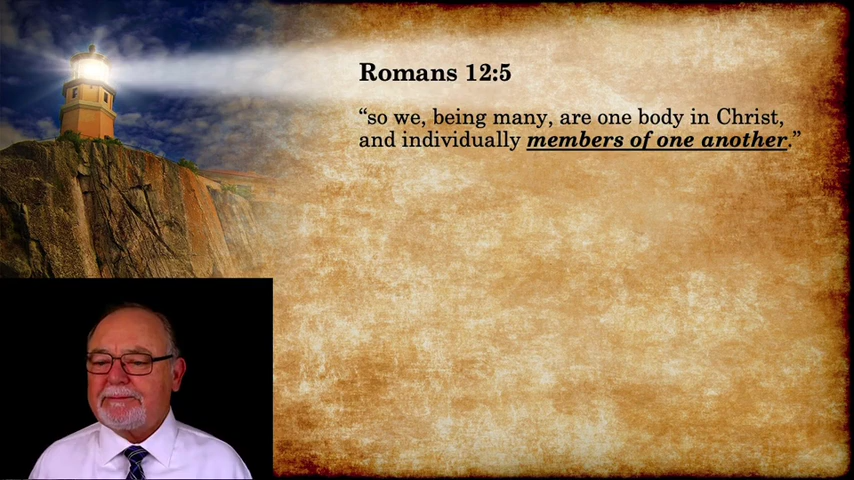 Romans 12:5
“so we, being many, are one body in Christ,
and individually members of one another.”